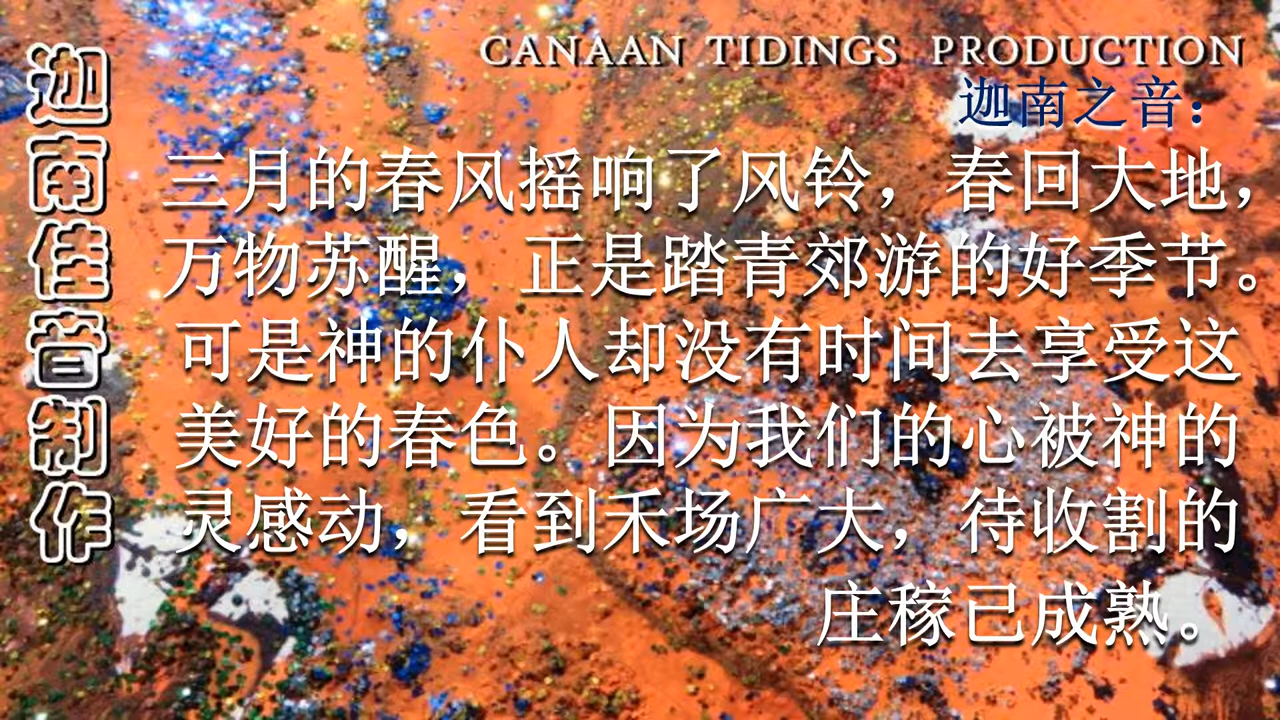 CANAAN TIDINGS PRODUCTION
迦南佳音制作
迦南之音：
三月的春风摇响了风铃，春回大地，
万物苏醒，正是踏青郊游的好季节。
可是神的仆人却没有时间去享受这
美好的春色。因为我们的心被神的
灵感动，看到禾场广大，待收割的
庄稼已成熟。